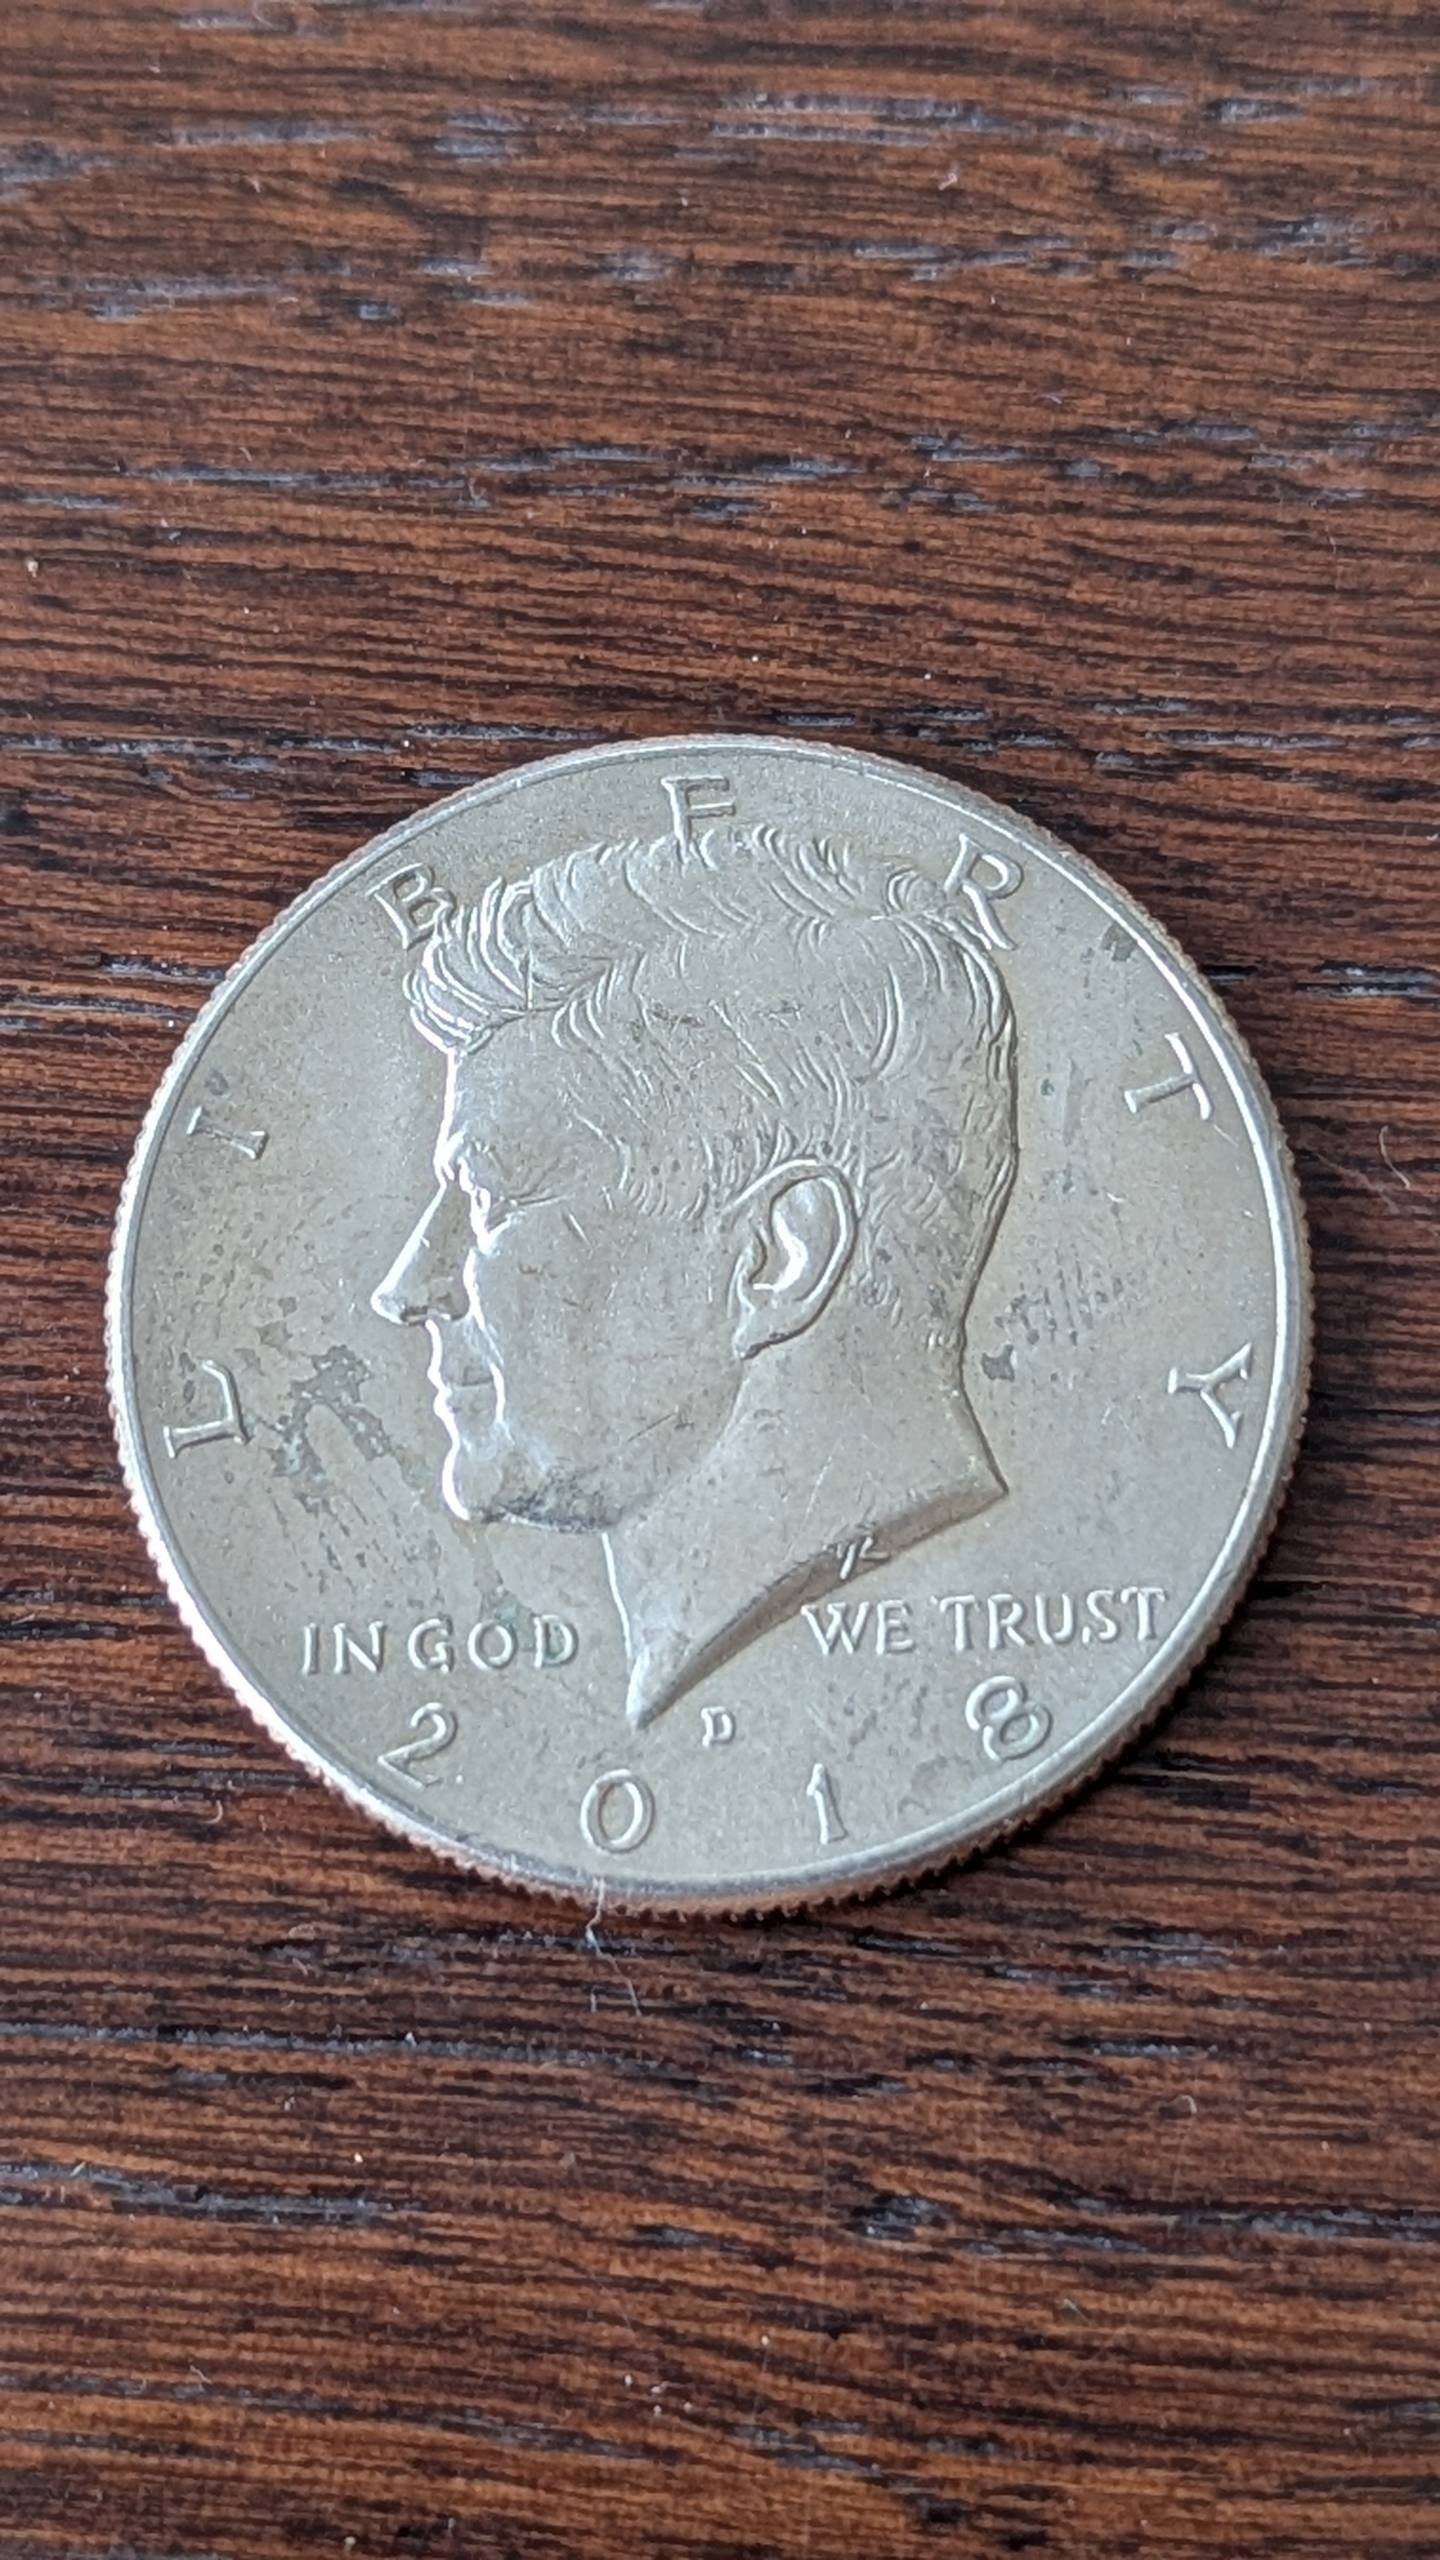 LIBERTY
IN GOD WE TRUST
D
2018